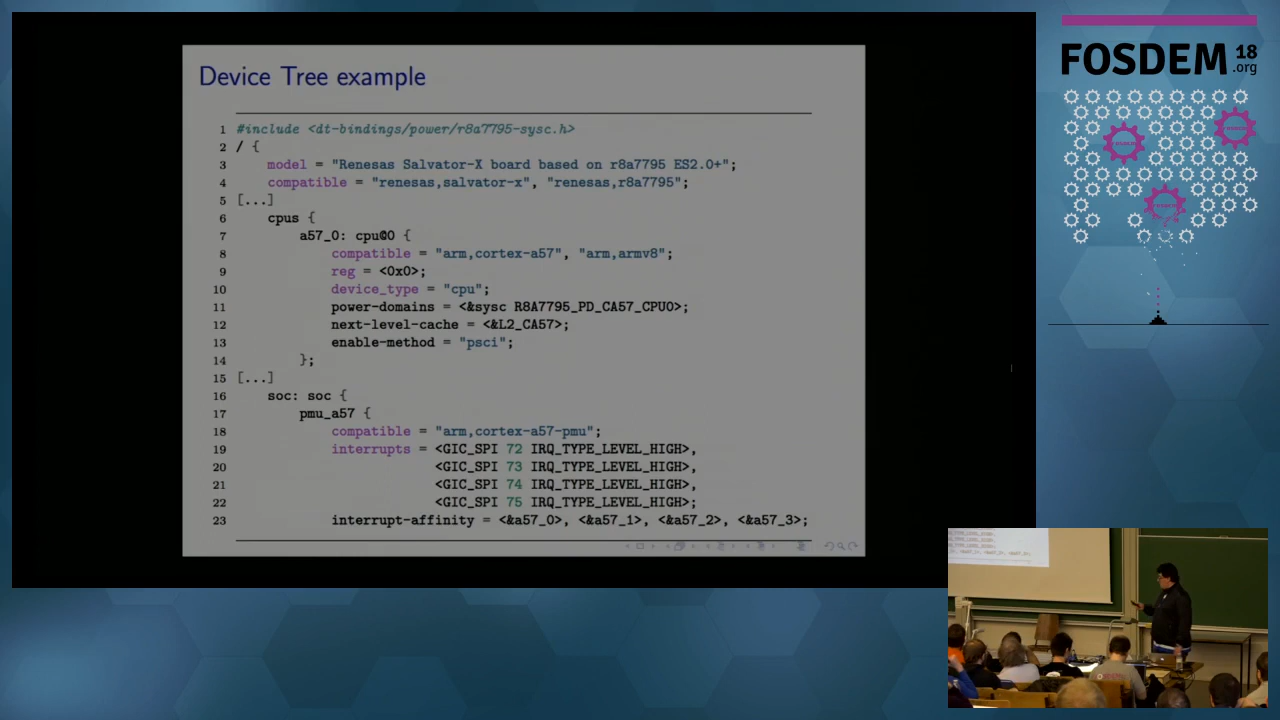 Device Tree example
1 #include <dt-bindings/power/r8a7795-sysc.h>
2 / {
3 model = "Renesas Salvator-X board based on r8a7795 ES2.0+";
4 compatible = "renesas,salvator-x", "renesas,r8a7795";
5 [...]
6 cpus {
7 a57_0: cpu@0 {
8 compatible = "arm,cortex-a57", "arm,armv8";
9 reg = <0x0>;
10 device_type = "cpu";
11 power-domains = <&sysc R8A7795_PD_CA57_CPU0>;
12 next-level-cache = <&L2_CA57>;
13 enable-method = "psci";
14 };
15 [...]
16 soc: soc {
17 pmu_a57 {
18 compatible = "arm,cortex-a57-pmu";
19 interrupts = <GIC_SPI 72 IRQ_TYPE_LEVEL_HIGH>,
20 <GIC_SPI 73 IRQ_TYPE_LEVEL_HIGH>,
21 <GIC_SPI 74 IRQ_TYPE_LEVEL_HIGH>,
22 <GIC_SPI 75 IRQ_TYPE_LEVEL_HIGH>;
23 interrupt-affinity = <&a57_0>, <&a57_1>, <&a57_2>, <&a57_3>;
FOSDEM 18
.org